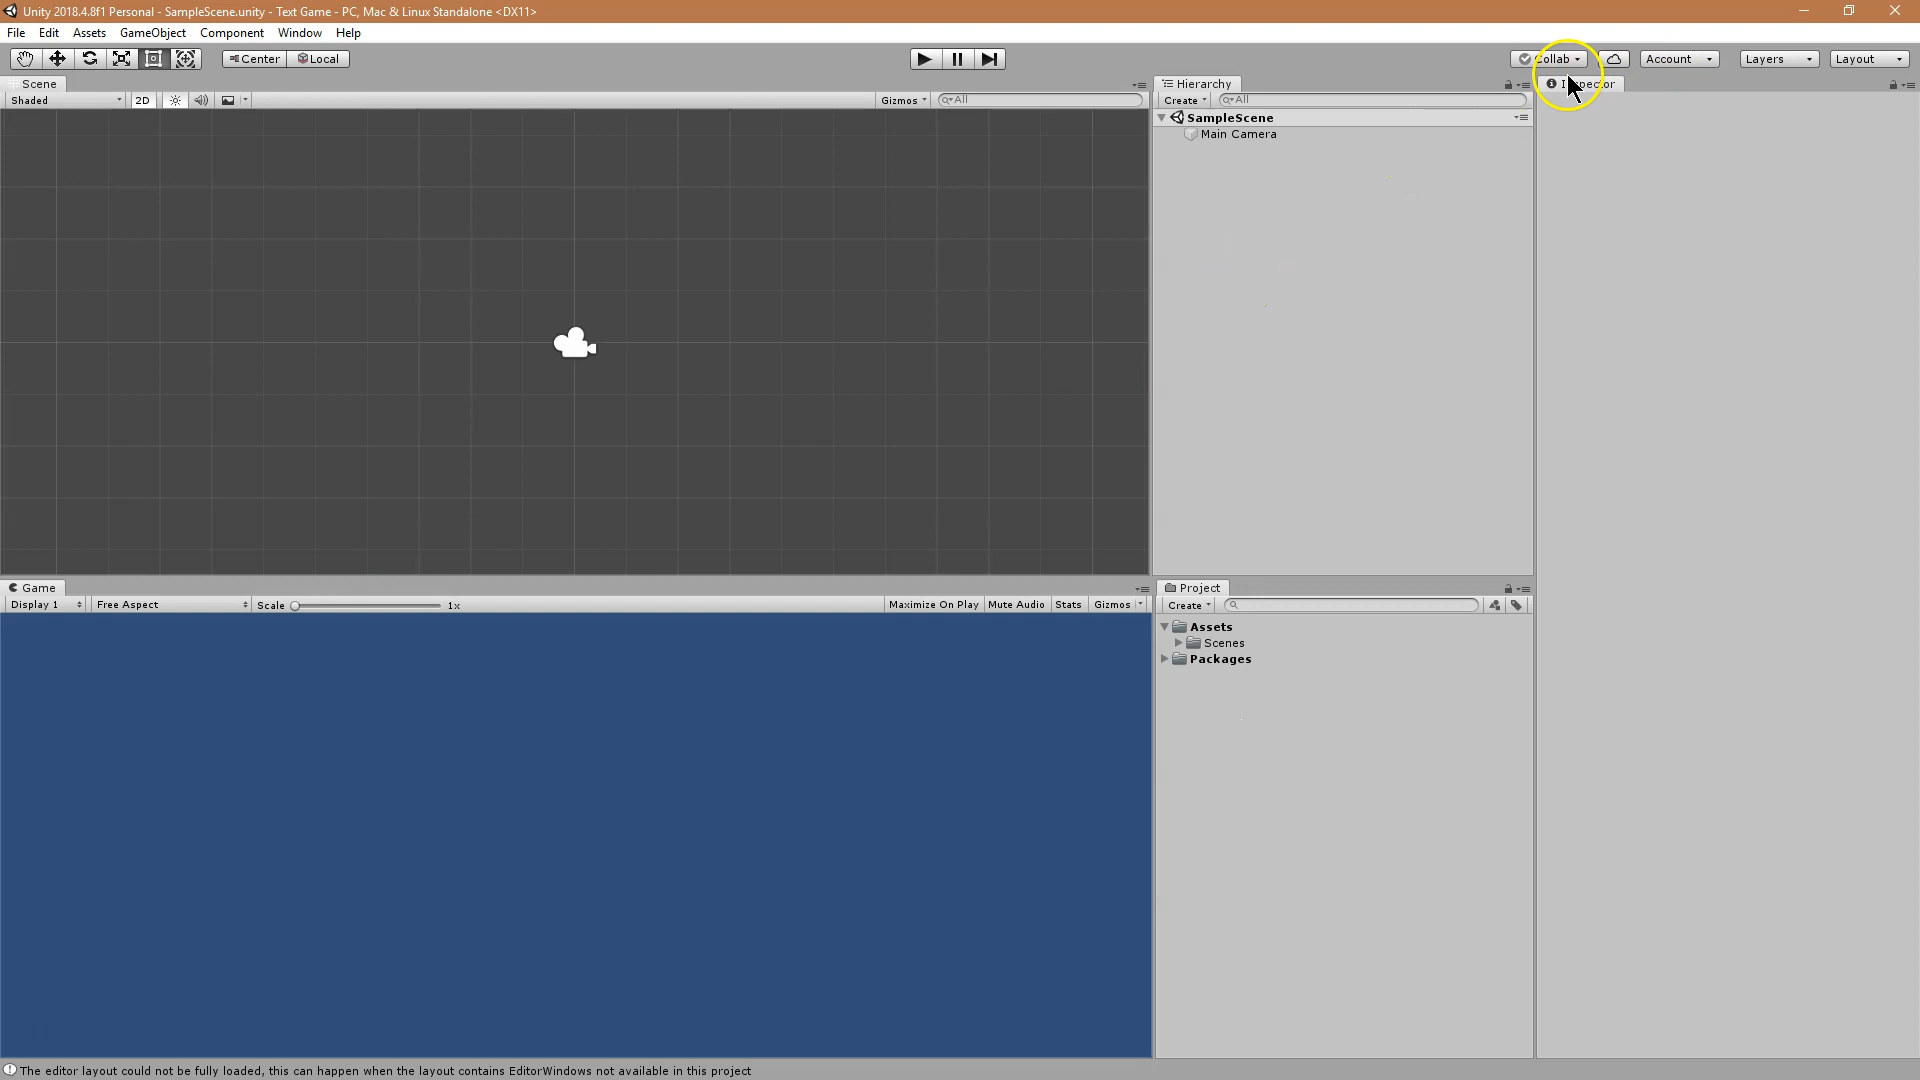 Unity 2018.4.8f1 Personal - SampleScene.unity - Text Game - PC, Mac & Linux Standalone <DX11>
File Edit Assets GameObject Component Window Help
Center Local Collab Account Layers Layout
Scene
Shaded 2D Gizmos All
Hierarchy
Create All
SampleScene
Main Camera
Inspector
Game
Display 1 Free Aspect Scale 1x Maximize On Play Mute Audio Stats Gizmos
Project
Create
Assets
Scenes
Packages
The editor layout could not be fully loaded, this can happen when the layout contains EditorWindows not available in this project